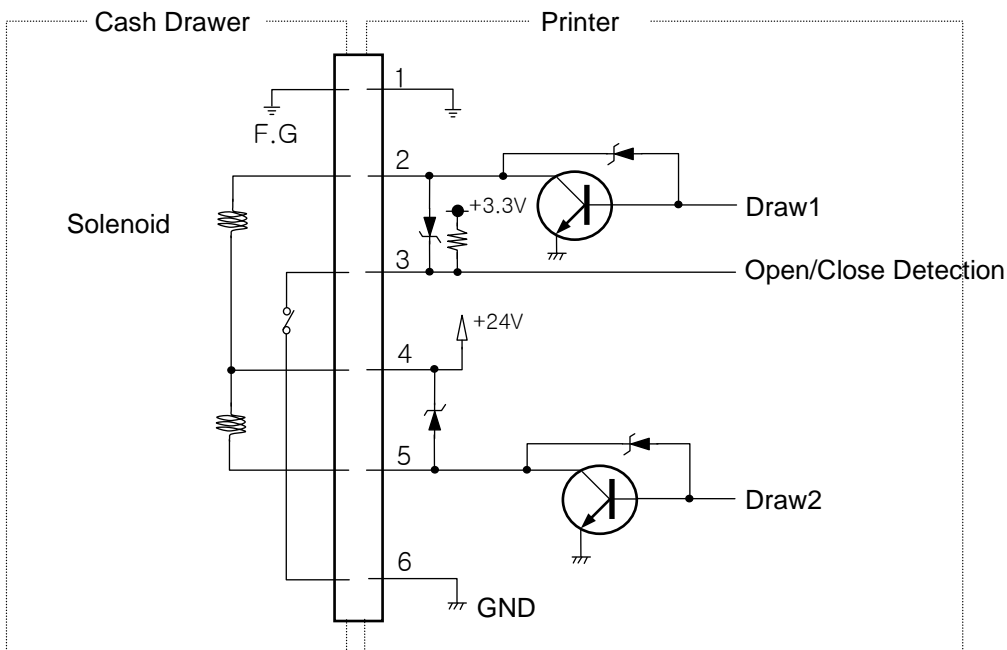 Cash Drawer
Printer
1
F.G
2
+3.3V
Draw1
Solenoid
3
Open/Close Detection
+24V
4
5
Draw2
6
GND